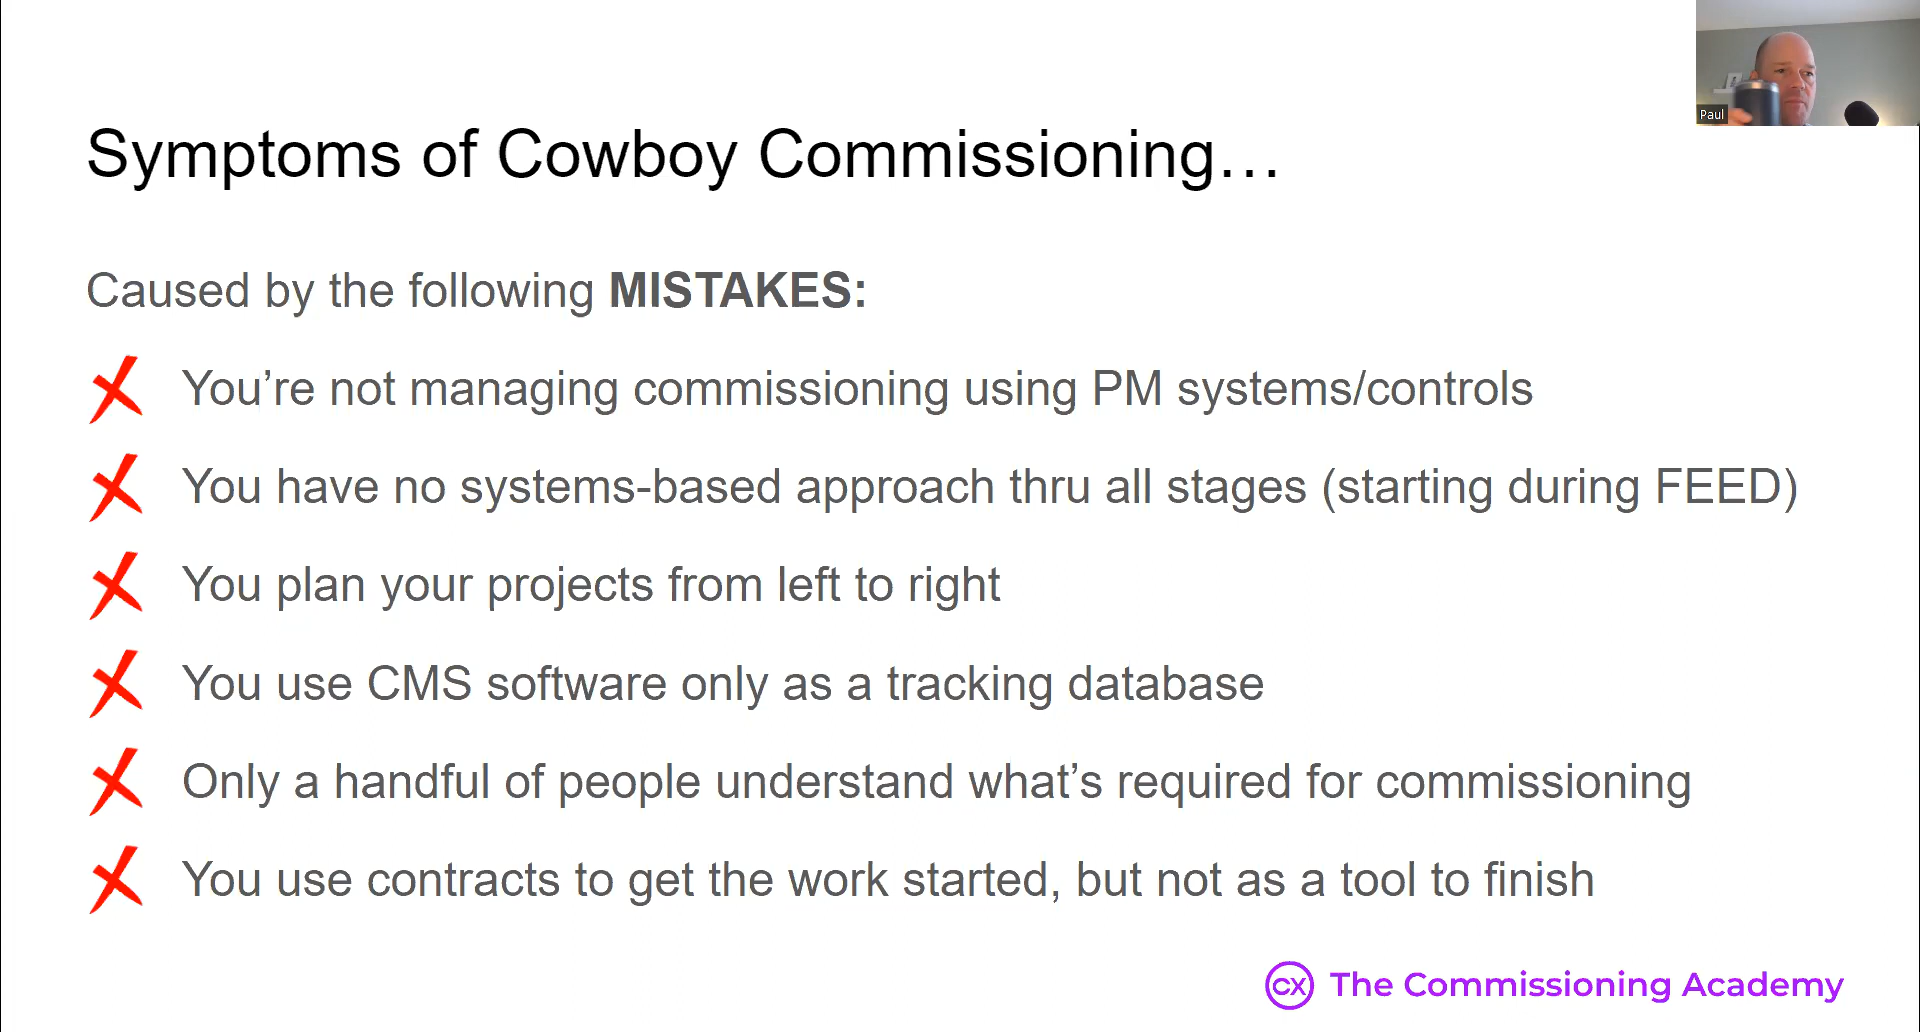 Paul
Symptoms of Cowboy Commissioning…
Caused by the following MISTAKES:
You’re not managing commissioning using PM systems/controls
You have no systems-based approach thru all stages (starting during FEED)
You plan your projects from left to right
You use CMS software only as a tracking database
Only a handful of people understand what’s required for commissioning
You use contracts to get the work started, but not as a tool to finish
CX The Commissioning Academy